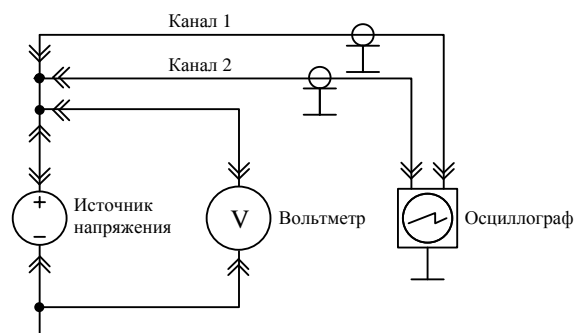 Канал 1
Канал 2
+
−
Источник
напряжения
V
Вольтметр
Осциллограф